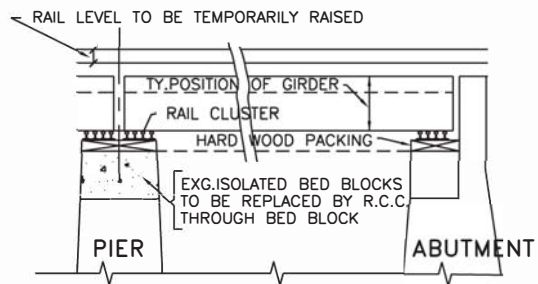 RAIL LEVEL TO BE TEMPORARILY RAISED
TY.POSITION OF GIRDER
RAIL CLUSTER
HARD WOOD PACKING
EXG.ISOLATED BED BLOCKS
TO BE REPLACED BY R.C.C.
THROUGH BED BLOCK
PIER
ABUTMENT